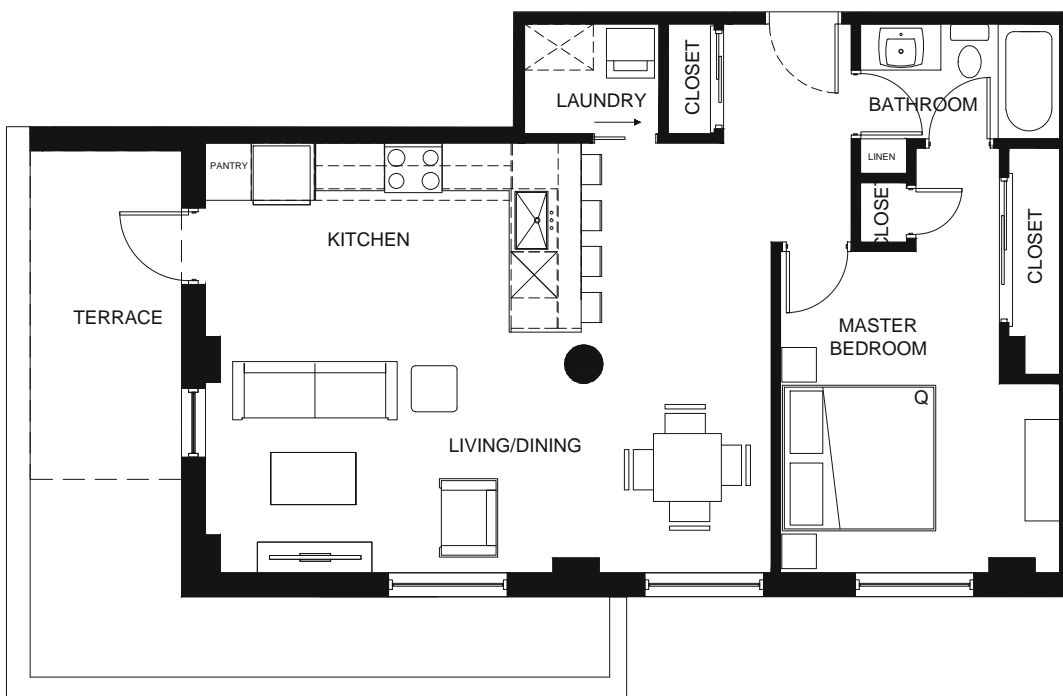 LAUNDRY
CLOSET
BATHROOM
LINEN
PANTRY
CLOSET
CLOSET
KITCHEN
TERRACE
MASTER
BEDROOM
Q
LIVING/DINING